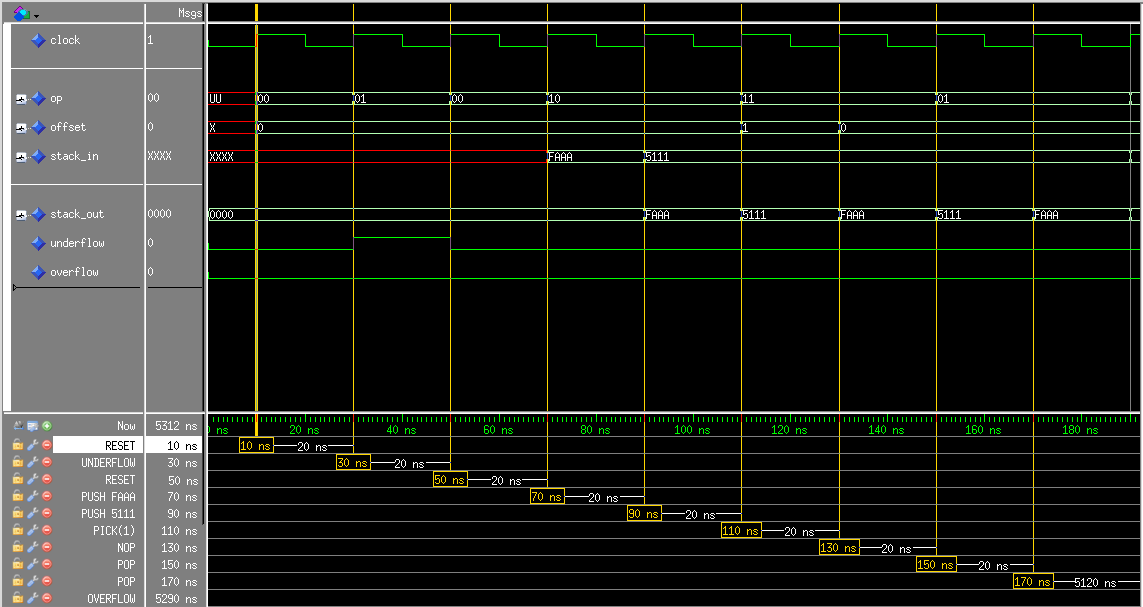 Msgs
clock 1
op 00 UU 00 01 00 10 11 01
offset 0 X 0 1 0
stack_in XXXX XXXX FAAA 5111
stack_out 0000 0000 FAAA 5111 FAAA 5111 FAAA
underflow 0
overflow 0
Now 5312 ns ns 20 ns 40 ns 60 ns 80 ns 100 ns 120 ns 140 ns 160 ns 180 ns
RESET 10 ns 10 ns 20 ns
UNDERFLOW 30 ns 30 ns 20 ns
RESET 50 ns 50 ns 20 ns
PUSH FAAA 70 ns 70 ns 20 ns
PUSH 5111 90 ns 90 ns 20 ns
PICK(1) 110 ns 110 ns 20 ns
NOP 130 ns 130 ns 20 ns
POP 150 ns 150 ns 20 ns
POP 170 ns 170 ns 5120 ns
OVERFLOW 5290 ns